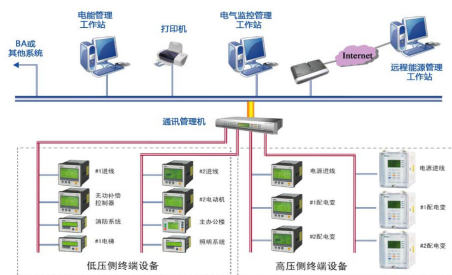 电能管理
工作站
打印机
电气监控管理
工作站
BA或
其他系统
Internet
远程能源管理
工作站
通讯管理机
#1进线
#2进线
电源进线
电源进线
无功补偿
控制器
#2电动机
#1配电变
#1配电变
消防系统
主办公楼
#1电梯
照明系统
#2配电变
#2配电变
低压侧终端设备
高压侧终端设备